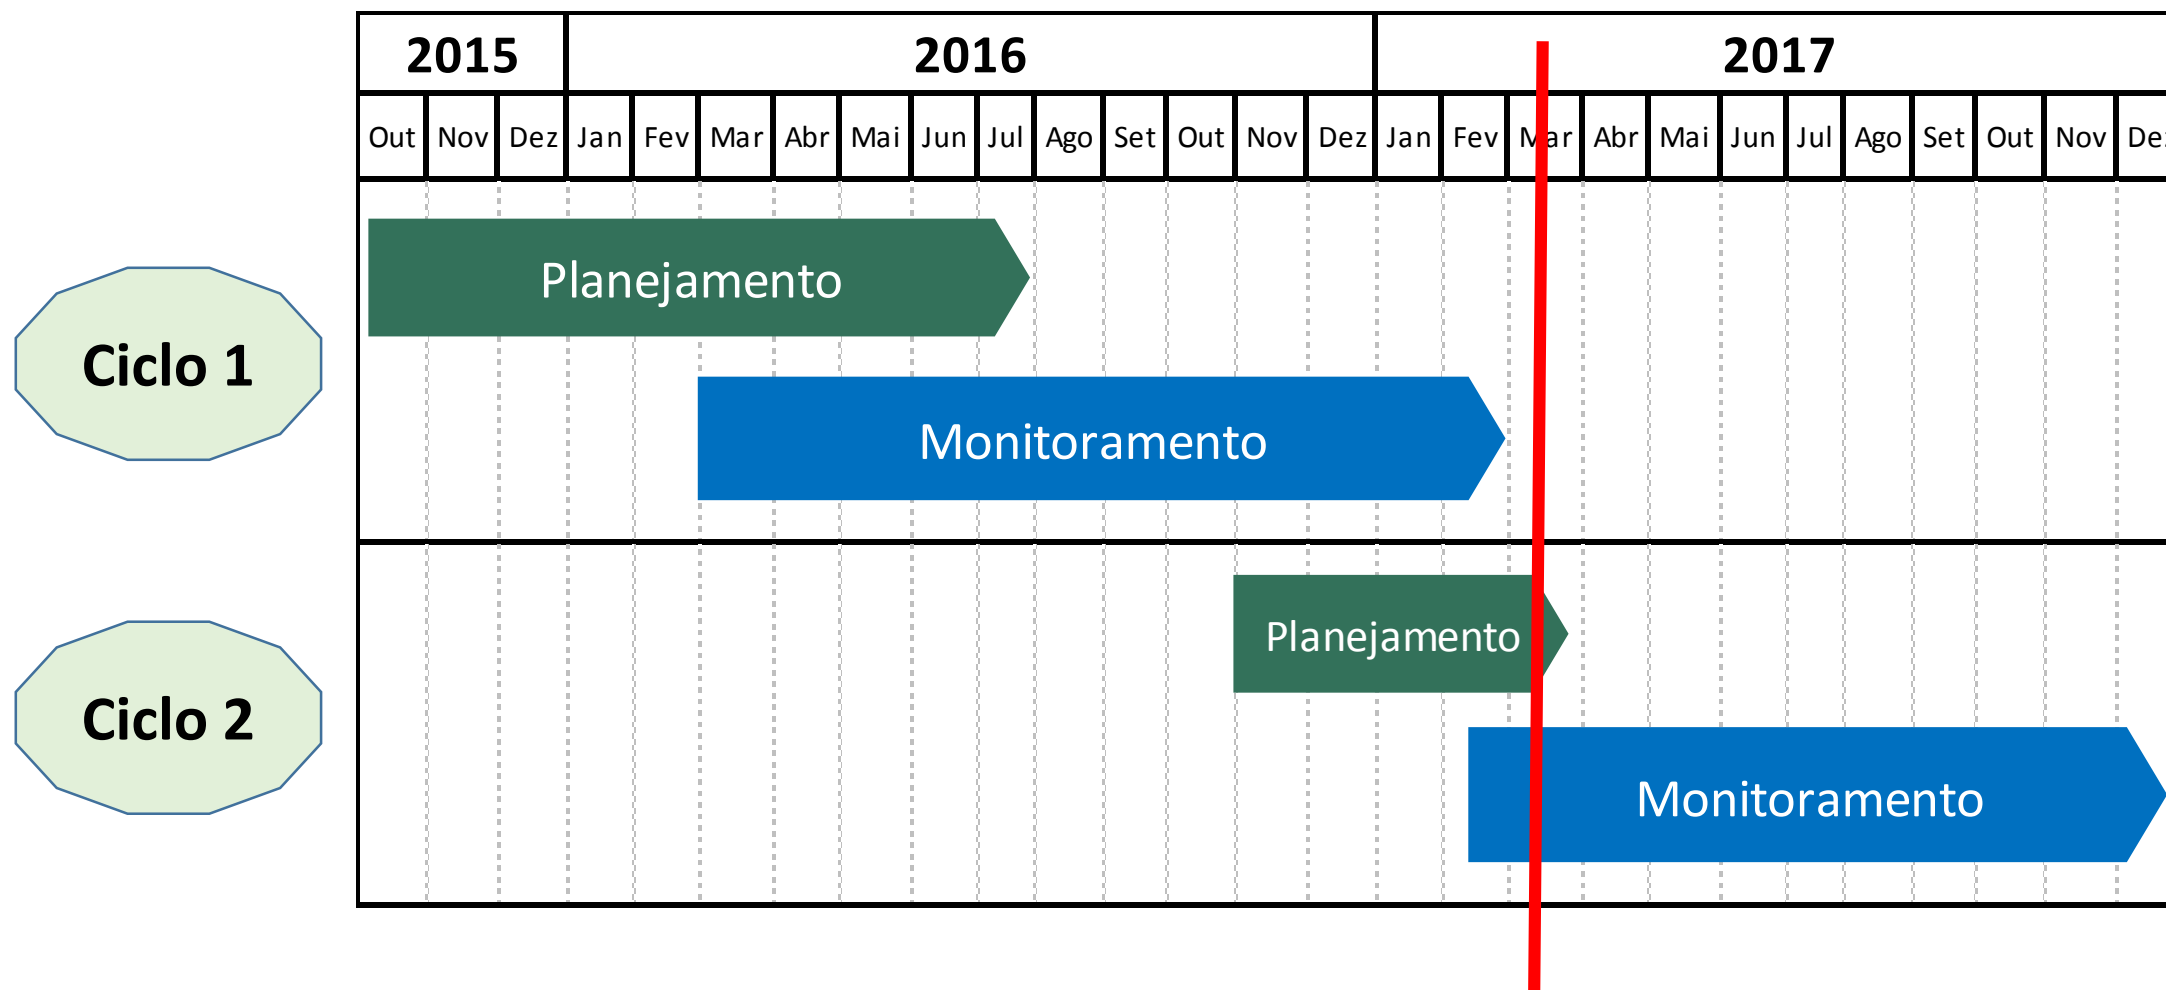 2015 2016 2017
Out Nov Dez Jan Fev Mar Abr Mai Jun Jul Ago Set Out Nov Dez Jan Fev Mar Abr Mai Jun Jul Ago Set Out Nov Dez
Planejamento
Ciclo 1
Monitoramento
Planejamento
Ciclo 2
Monitoramento